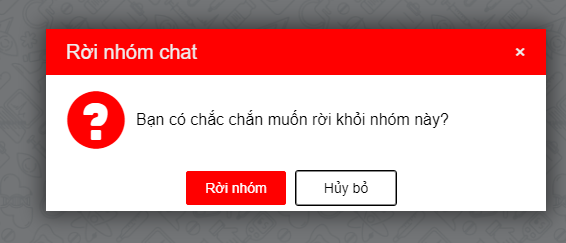 Rời nhóm chat
×
Bạn có chắc chắn muốn rời khỏi nhóm này?
Rời nhóm
Hủy bỏ